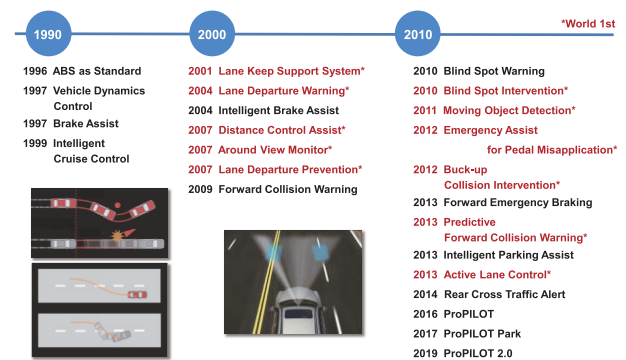 *World 1st
1990
2000
2010
1996 ABS as Standard
1997 Vehicle Dynamics
Control
1997 Brake Assist
1999 Intelligent
Cruise Control
2001 Lane Keep Support System*
2004 Lane Departure Warning*
2004 Intelligent Brake Assist
2007 Distance Control Assist*
2007 Around View Monitor*
2007 Lane Departure Prevention*
2009 Forward Collision Warning
2010 Blind Spot Warning
2010 Blind Spot Intervention*
2011 Moving Object Detection*
2012 Emergency Assist
for Pedal Misapplication*
2012 Buck-up
Collision Intervention*
2013 Forward Emergency Braking
2013 Predictive
Forward Collision Warning*
2013 Intelligent Parking Assist
2013 Active Lane Control*
2014 Rear Cross Traffic Alert
2016 ProPILOT
2017 ProPILOT Park
2019 ProPILOT 2.0